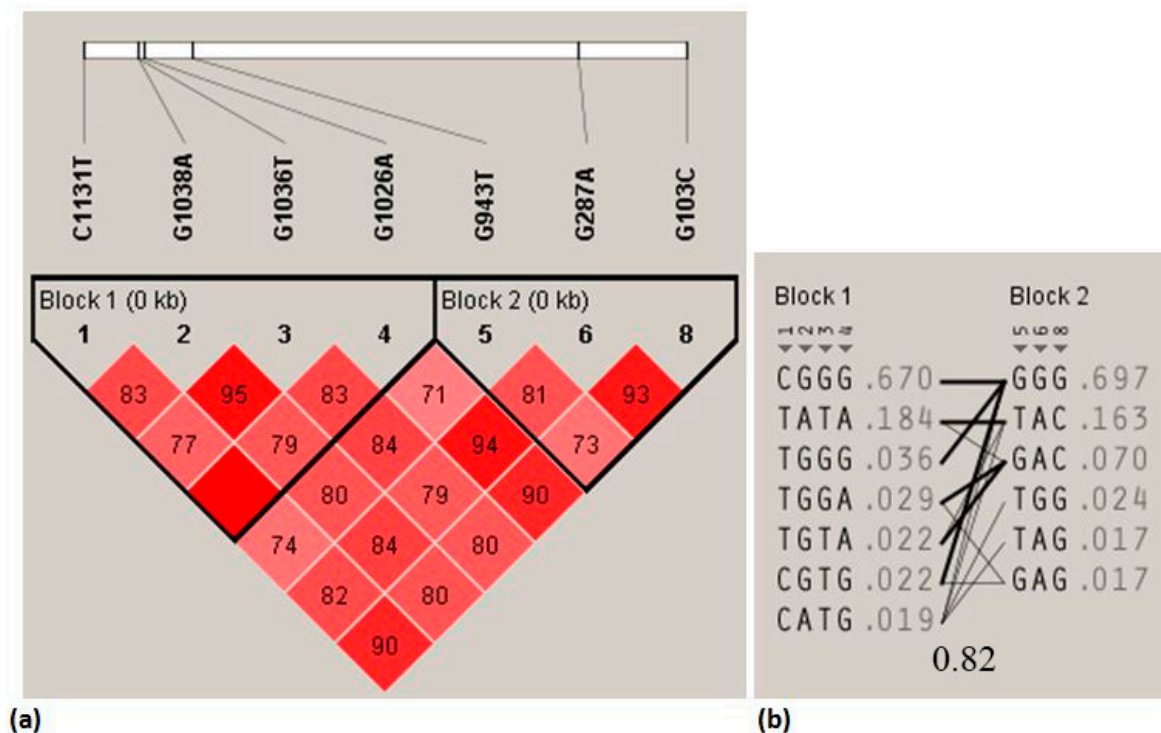 C1131T G1038A G1036T G1026A G943T G287A G103C
Block 1 (0 kb) Block 2 (0 kb)
1 2 3 4 5 6 8
83 95 83 71 81 93
77 79 84 94 73
80 79 90
74 84 80
82 80
90
(a)
Block 1 Block 2
1 2 3 4 5 6 8
CGGG .670 GGG .697
TATA .184 TAC .163
TGGG .036 GAC .070
TGGA .029 TGG .024
TGTA .022 TAG .017
CGTG .022 GAG .017
CATG .019
0.82
(b)